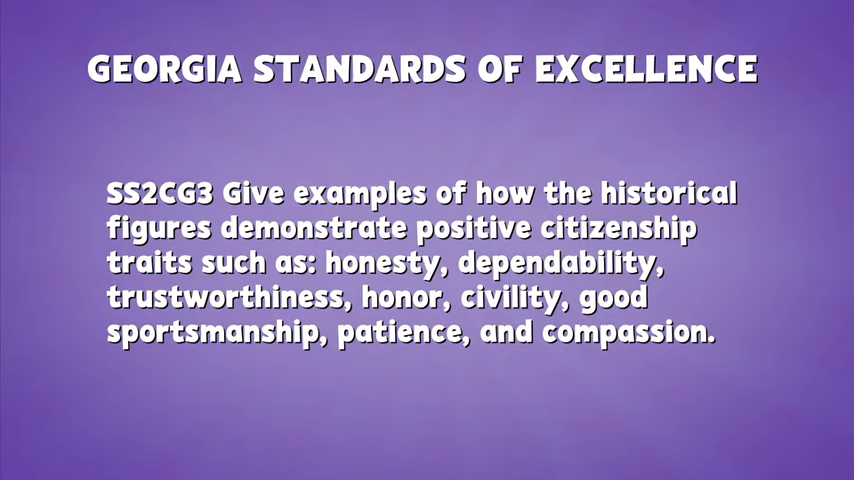 GEORGIA STANDARDS OF EXCELLENCE
SS2CG3 Give examples of how the historical
figures demonstrate positive citizenship
traits such as: honesty, dependability,
trustworthiness, honor, civility, good
sportsmanship, patience, and compassion.